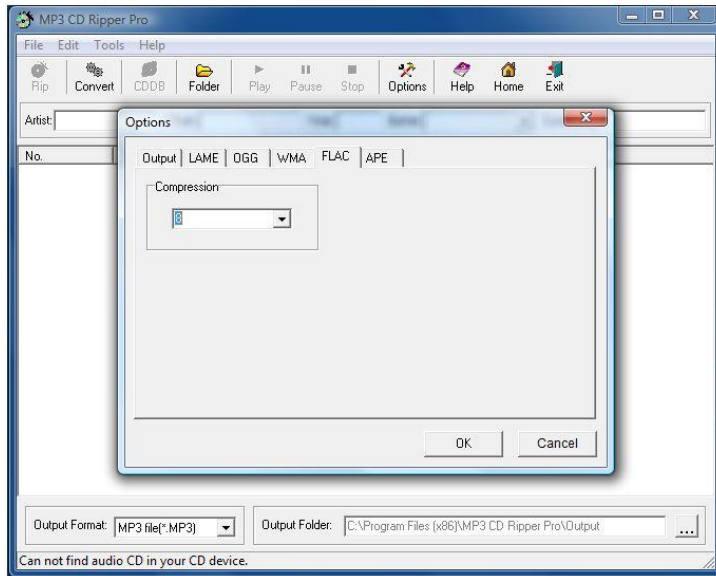 MP3 CD Ripper Pro
File Edit Tools Help
Rip Convert CDDB Folder Play Pause Stop Options Help Home Exit
Artist:
Options
No.
Output LAME OGG WMA FLAC APE
Compression
8
OK Cancel
Output Format: MP3 file(*.MP3) Output Folder: C:\Program Files (x86)\MP3 CD Ripper Pro\Output ...
Can not find audio CD in your CD device.